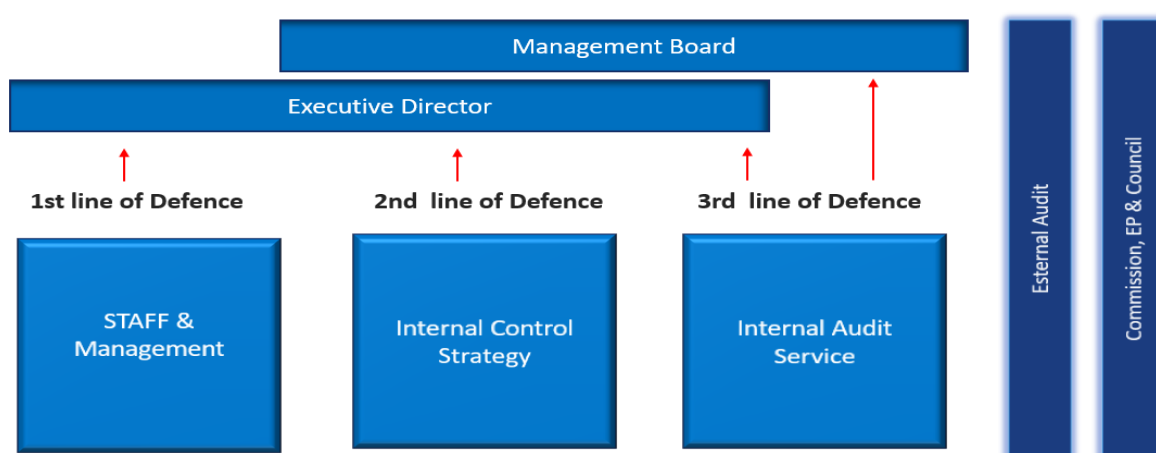 Management Board
Executive Director
1st line of Defence
2nd  line of Defence
3rd  line of Defence
STAFF &
Management
Internal Control
Strategy
Internal Audit
Service
Esternal Audit
Commission, EP & Council